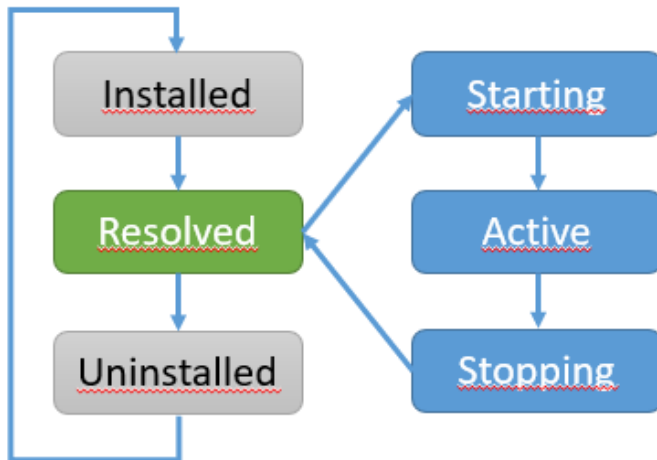 Installed
Starting
Resolved
Active
Uninstalled
Stopping